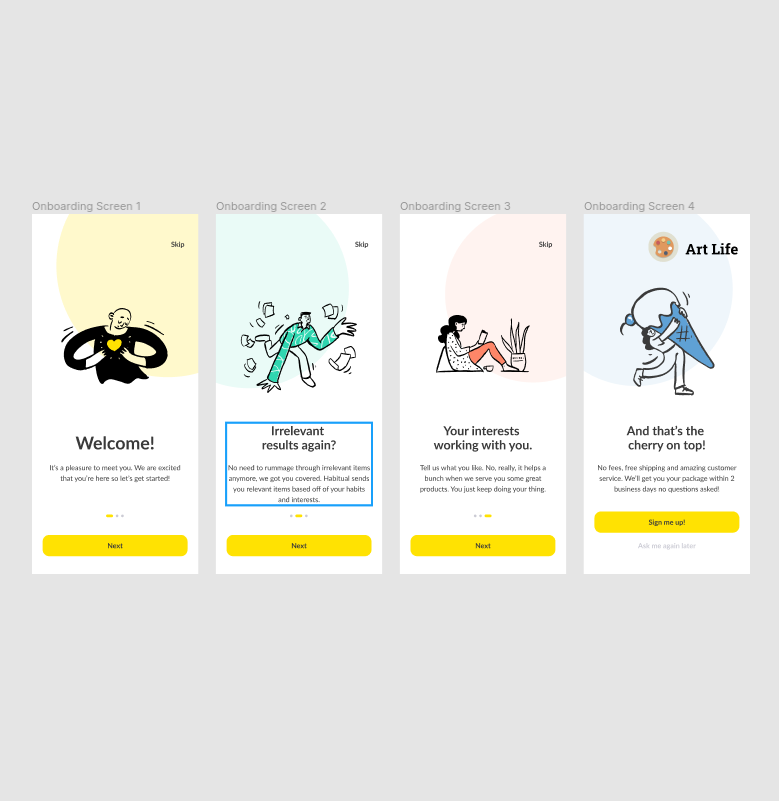 Onboarding Screen 1
Skip
Welcome!
It's a pleasure to meet you. We are excited
that you're here so let's get started!
Next
Onboarding Screen 2
Skip
Irrelevant
results again?
No need to rummage through irrelevant items
anymore, we got you covered. Habitual sends
you relevant items based off of your habits
and interests.
Next
Onboarding Screen 3
Skip
Your interests
working with you.
Tell us what you like. No, really, it helps a
bunch when we serve you some great
products. You just keep doing your thing.
Next
Onboarding Screen 4
Art Life
And that's the
cherry on top!
No fees, free shipping and amazing customer
service. We'll get you your package within 2
business days no questions asked!
Sign me up!
Ask me again later